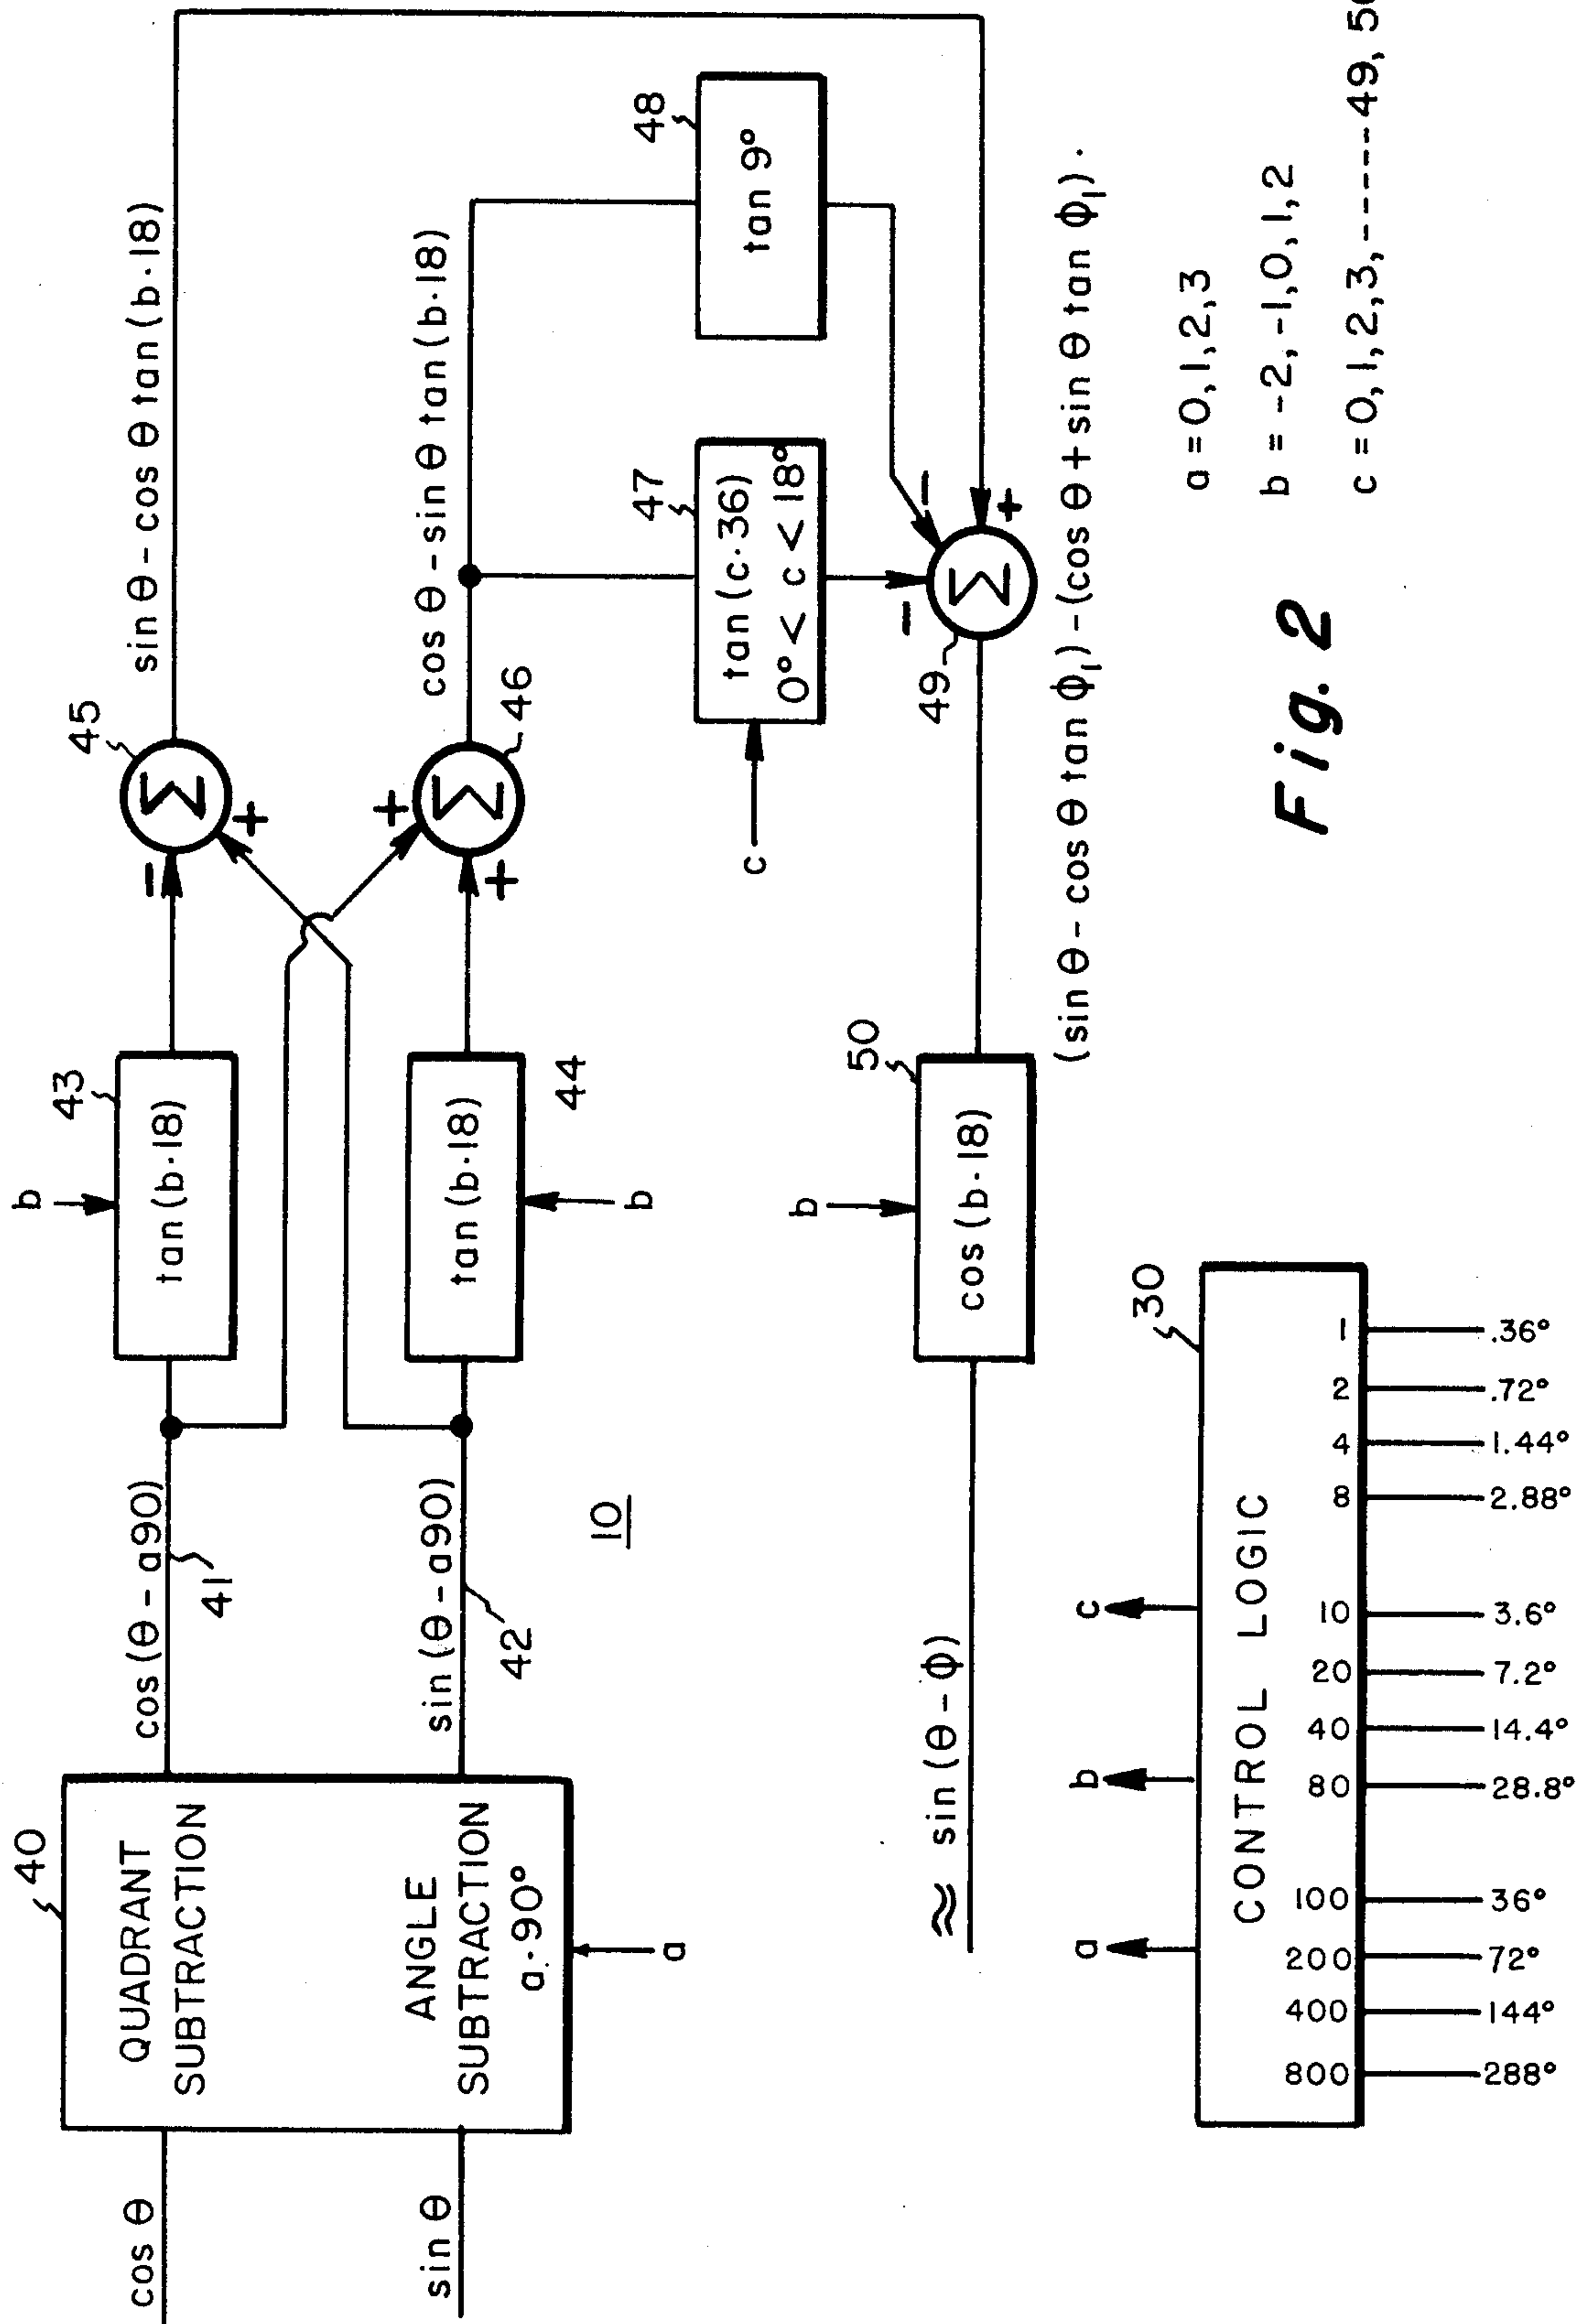 cos θ
sin θ
40
QUADRANT
SUBTRACTION
ANGLE
SUBTRACTION
a·90°
a
cos (θ - a90)
41
sin (θ - a90)
42
10
b
43
tan (b·18)
tan (b·18)
44
b
45
Σ
-
+
46
Σ
+
+
sin θ - cos θ tan (b·18)
cos θ - sin θ tan (b·18)
c
47
tan (c·36)
0° < c < 18°
48
tan 9°
49
Σ
-
-
+
(sin θ - cos θ tan ϕ₁) - (cos θ + sin θ tan ϕ₁).
b
50
cos (b·18)
≈ sin (θ - ϕ)
a
b
c
30
CONTROL LOGIC
800 400 200 100 80 40 20 10 8 4 2 1
288° 144° 72° 36° 28.8° 14.4° 7.2° 3.6° 2.88° 1.44° .72° .36°
a = 0, 1, 2, 3
b = -2, -1, 0, 1, 2
c = 0, 1, 2, 3, ----- 49, 50
Fig. 2